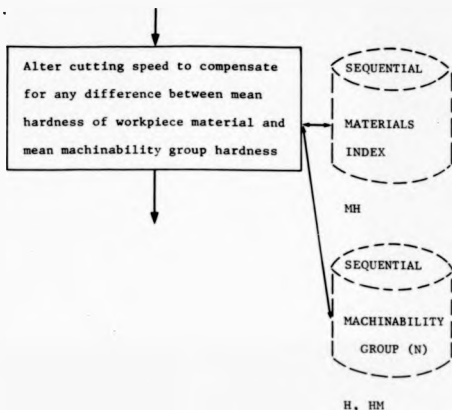 Alter cutting speed to compensate
for any difference between mean
hardness of workpiece material and
mean machinability group hardness
SEQUENTIAL
MATERIALS
INDEX
MH
SEQUENTIAL
MACHINABILITY
GROUP (N)
H, HM